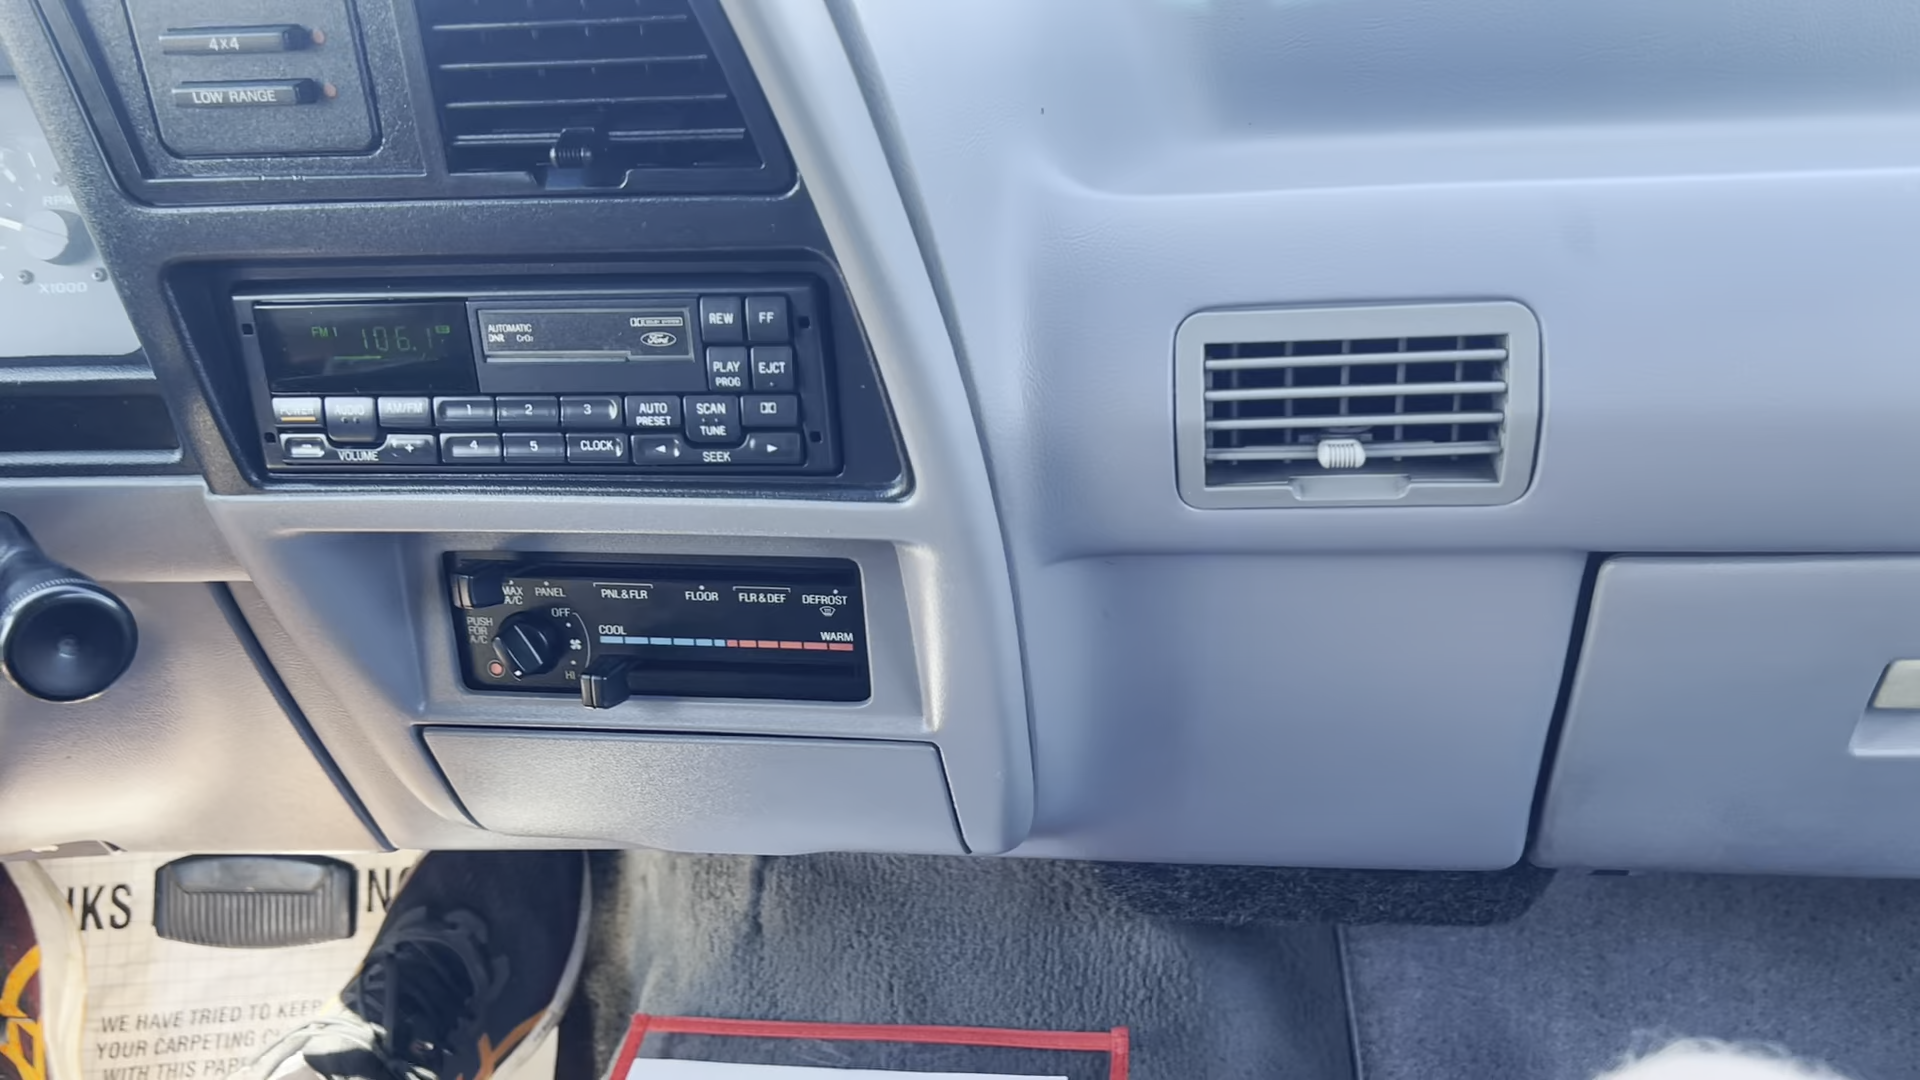 4x4
LOW RANGE
RPM
X1000
FM 1 106.1
AUTOMATIC
DNR CrO2
Ford
REW FF
PLAY EJCT
PROG
POWER AUDIO AM/FM 1 2 3 AUTO SCAN
PRESET TUNE
VOLUME + 4 5 CLOCK SEEK
MAX PANEL PNL & FLR FLOOR FLR & DEF DEFROST
A/C
OFF
PUSH
FOR
A/C
COOL WARM
HI
NKS
WE HAVE TRIED TO KEEP
YOUR CARPETING
WITH THIS